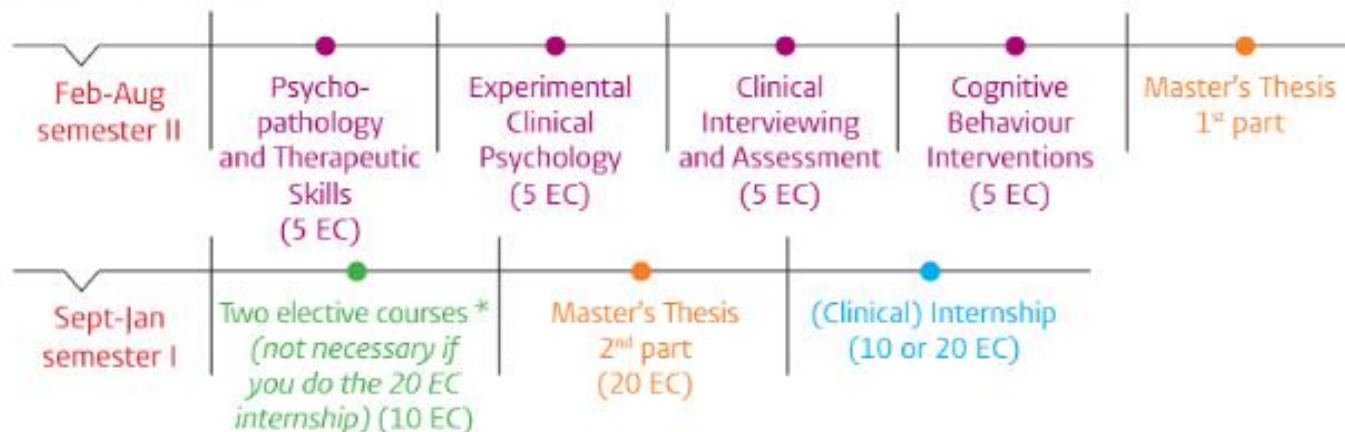 Feb-Aug
semester II
Psycho-
pathology
and Therapeutic
Skills
(5 EC)
Experimental
Clinical
Psychology
(5 EC)
Clinical
Interviewing
and Assessment
(5 EC)
Cognitive
Behaviour
Interventions
(5 EC)
Master's Thesis
1st part
Sept-Jan
semester I
Two elective courses *
(not necessary if
you do the 20 EC
internship) (10 EC)
Master's Thesis
2nd part
(20 EC)
(Clinical) Internship
(10 or 20 EC)